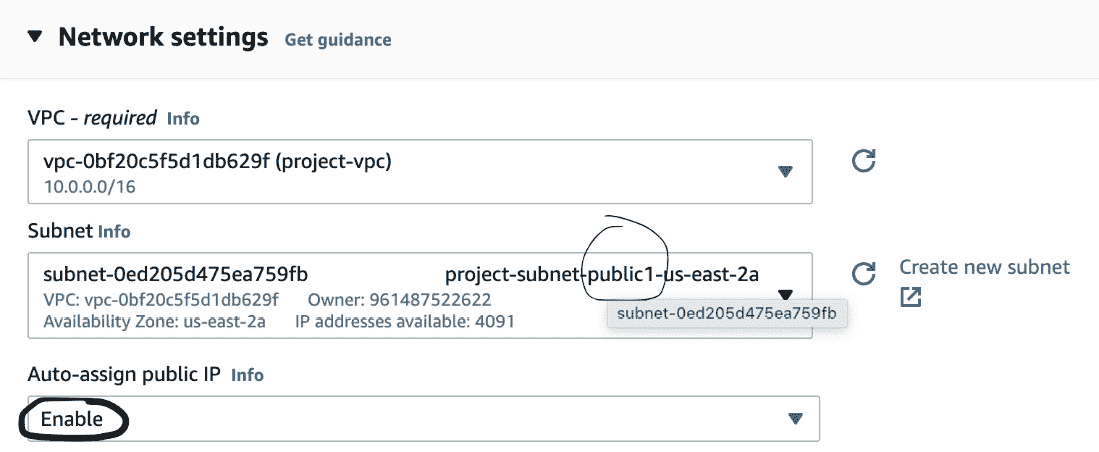 Network settings Get guidance
VPC - required Info
vpc-0bf20c5f5d1db629f (project-vpc)
10.0.0.0/16
Subnet Info
subnet-0ed205d475ea759fb project-subnet-public1-us-east-2a
VPC: vpc-0bf20c5f5d1db629f Owner: 961487522622
Availability Zone: us-east-2a IP addresses available: 4091
Create new subnet
subnet-0ed205d475ea759fb
Auto-assign public IP Info
Enable